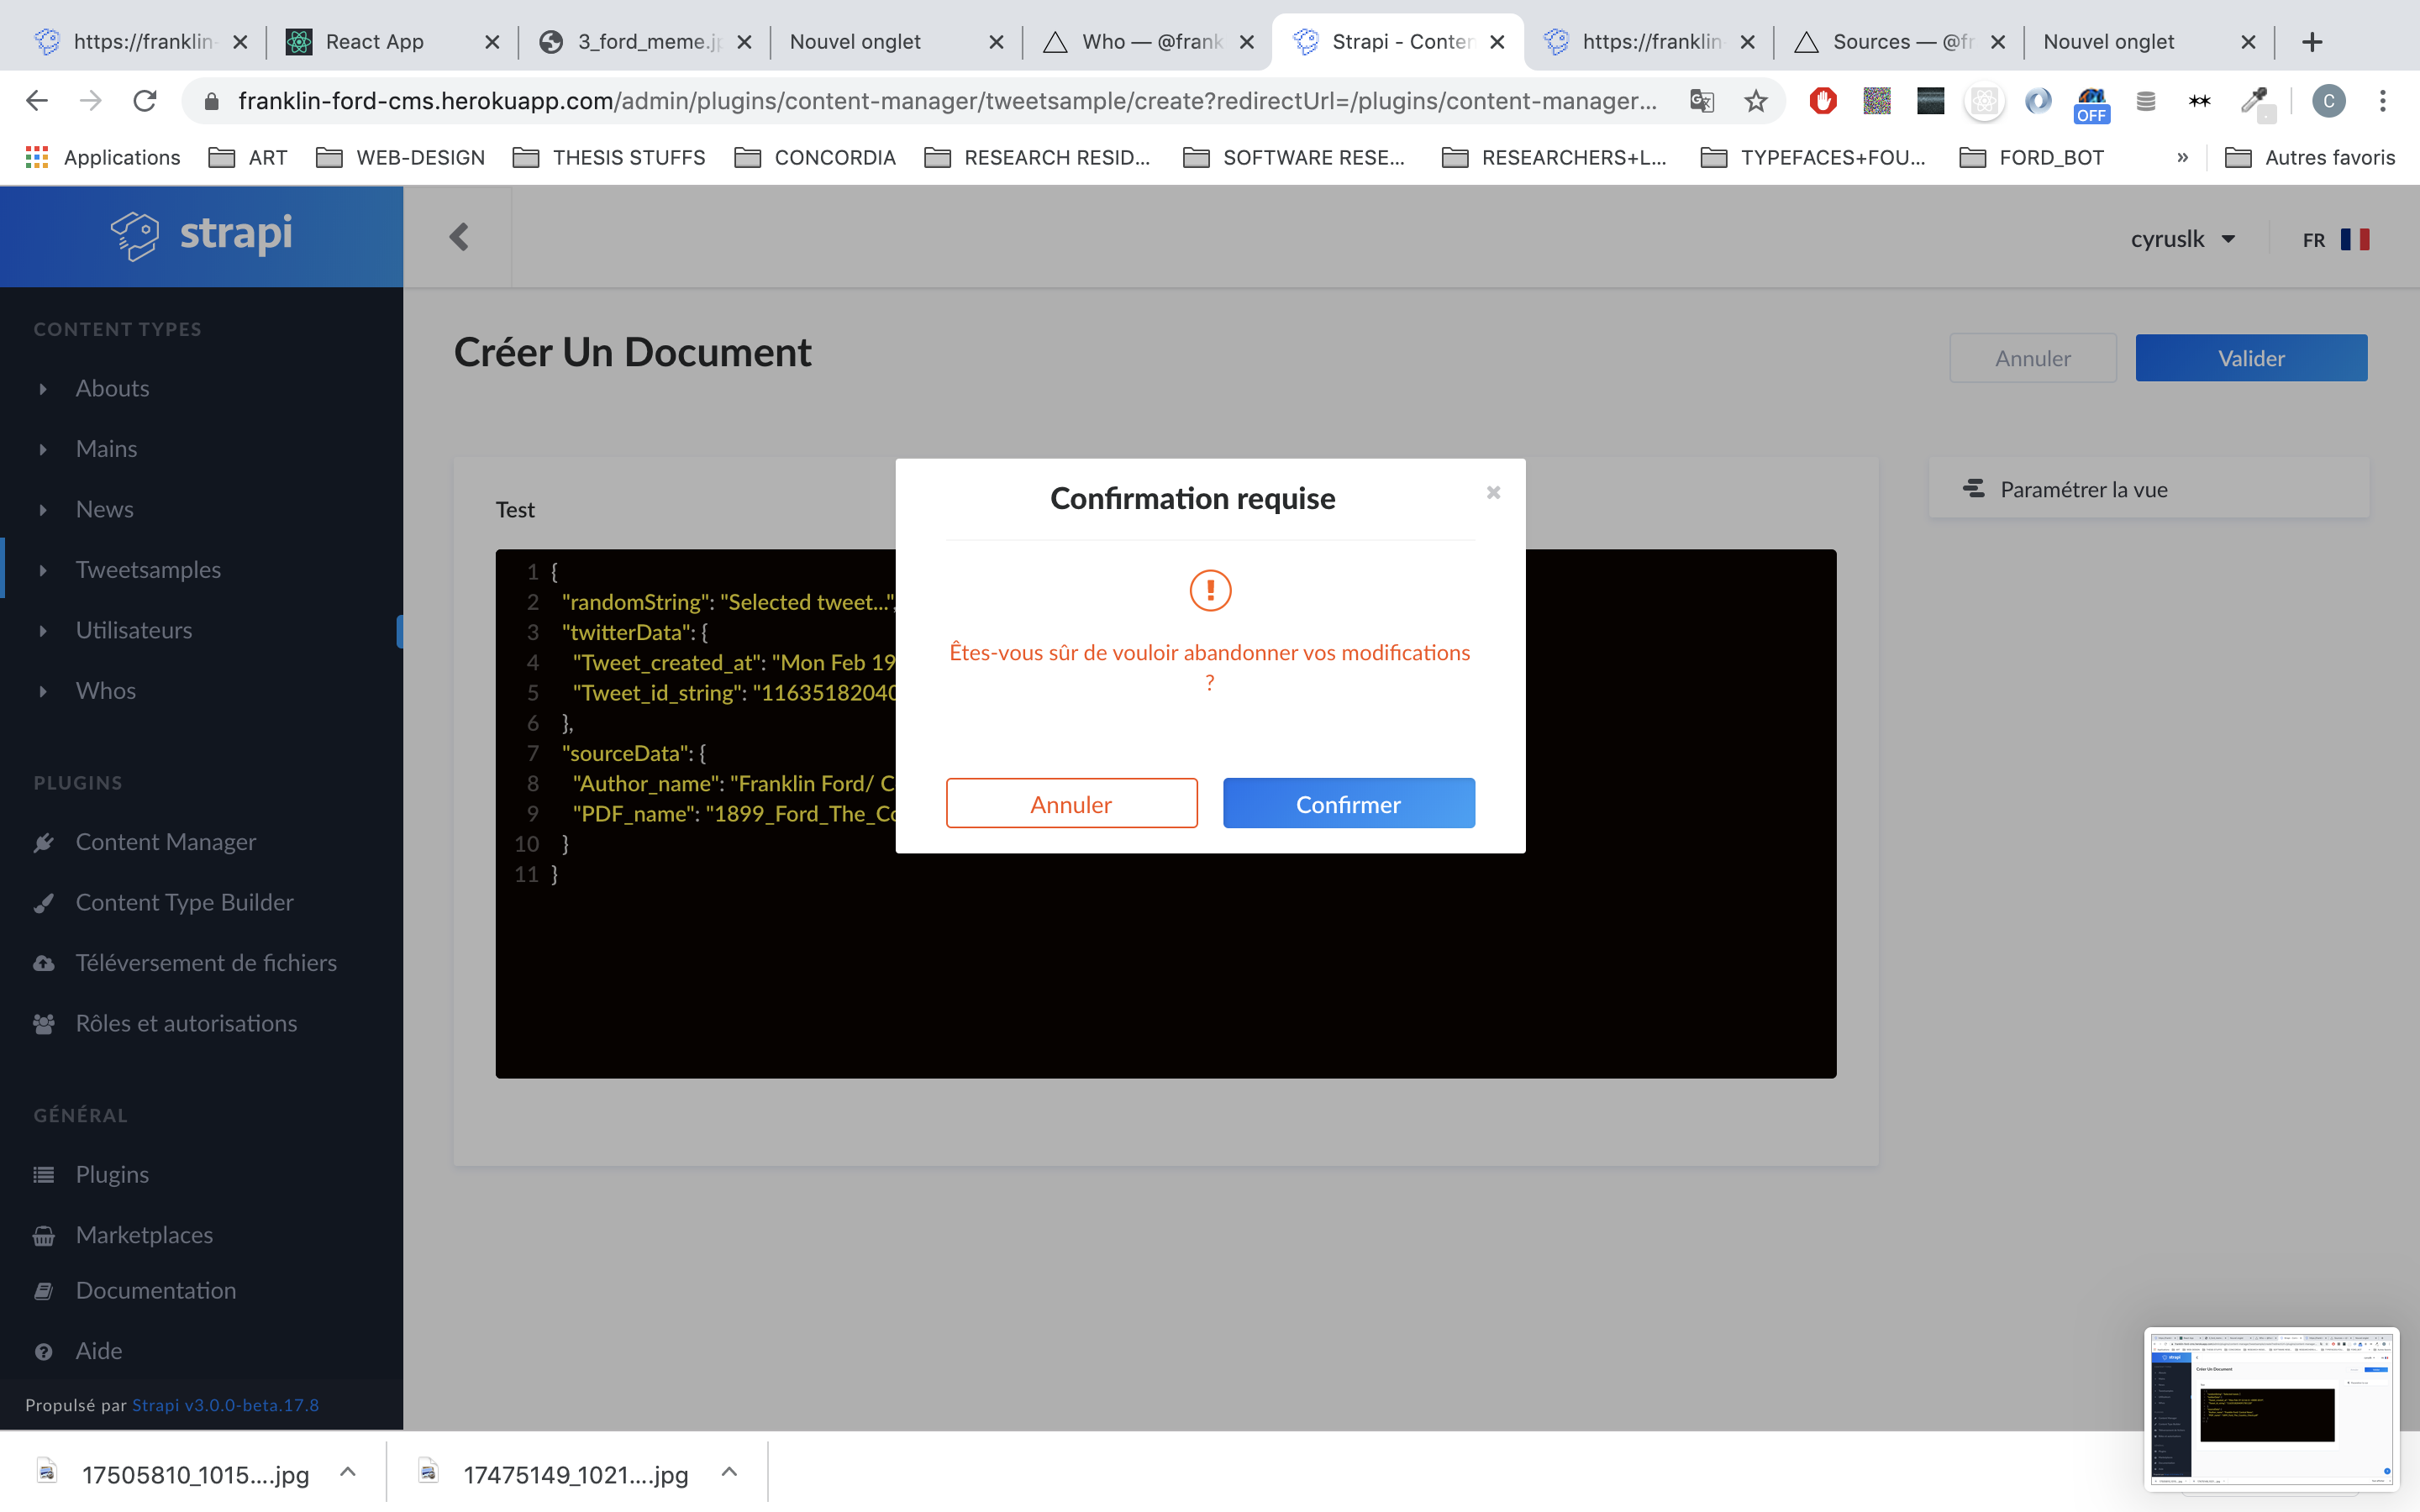 https://franklin- React App 3_ford_meme.jp Nouvel onglet Who — @frank Strapi - Conten https://franklin- Sources — @fr Nouvel onglet
franklin-ford-cms.herokuapp.com/admin/plugins/content-manager/tweetsample/create?redirectUrl=/plugins/content-manager... OFF C
Applications ART WEB-DESIGN THESIS STUFFS CONCORDIA RESEARCH RESID... SOFTWARE RESE... RESEARCHERS+L... TYPEFACES+FOU... FORD_BOT » Autres favoris
strapi
cyruslk FR
CONTENT TYPES
Abouts
Mains
News
Tweetsamples
Utilisateurs
Whos
PLUGINS
Content Manager
Content Type Builder
Téléversement de fichiers
Rôles et autorisations
GÉNÉRAL
Plugins
Marketplaces
Documentation
Aide
Propulsé par Strapi v3.0.0-beta.17.8
Créer Un Document
Annuler Valider
Paramétrer la vue
Test
1 {
2 "randomString": "Selected tweet...",
3 "twitterData": {
4 "Tweet_created_at": "Mon Feb 19
5 "Tweet_id_string": "11635182040
6 },
7 "sourceData": {
8 "Author_name": "Franklin Ford/ C
9 "PDF_name": "1899_Ford_The_Co
10 }
11 }
Confirmation requise
Êtes-vous sûr de vouloir abandonner vos modifications
?
Annuler Confirmer
17505810_1015....jpg 17475149_1021....jpg